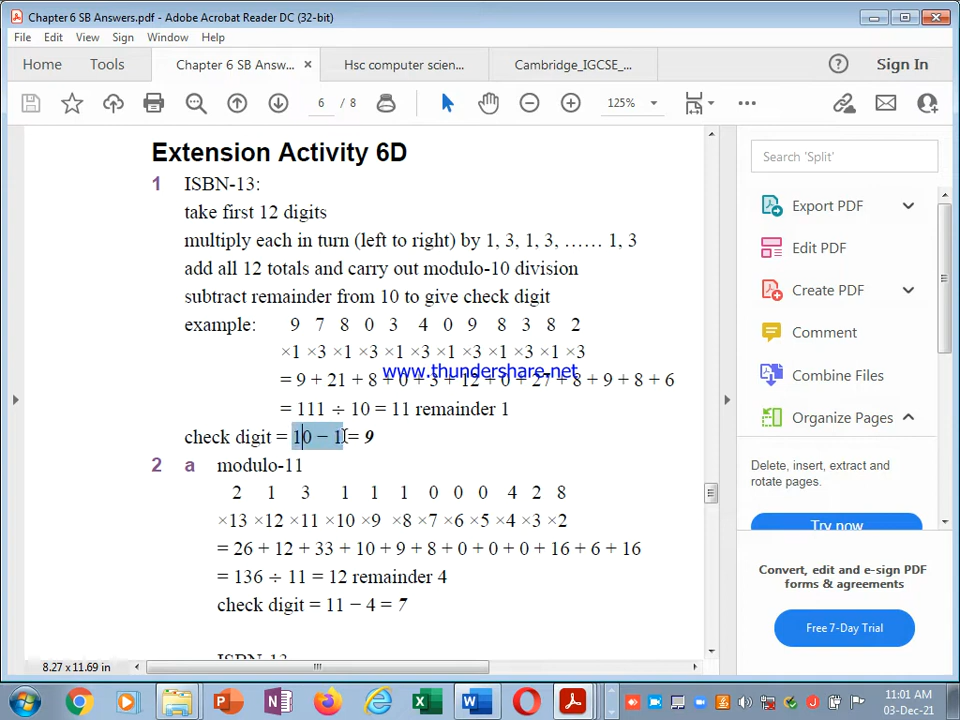 Chapter 6 SB Answers.pdf - Adobe Acrobat Reader DC (32-bit)
File Edit View Sign Window Help
Home Tools Chapter 6 SB Answ... × Hsc computer scien... Cambridge_IGCSE_... ? Sign In
6 / 8 125%
Extension Activity 6D
1 ISBN-13:
take first 12 digits
multiply each in turn (left to right) by 1, 3, 1, 3, …… 1, 3
add all 12 totals and carry out modulo-10 division
subtract remainder from 10 to give check digit
example: 9 7 8 0 3 4 0 9 8 3 8 2
×1 ×3 ×1 ×3 ×1 ×3 ×1 ×3 ×1 ×3 ×1 ×3
www.thundershare.net
= 9 + 21 + 8 + 0 + 3 + 12 + 0 + 27 + 8 + 9 + 8 + 6
= 111 ÷ 10 = 11 remainder 1
check digit = 10 − 1 = 9
2 a modulo-11
2 1 3 1 1 1 0 0 0 4 2 8
×13 ×12 ×11 ×10 ×9 ×8 ×7 ×6 ×5 ×4 ×3 ×2
= 26 + 12 + 33 + 10 + 9 + 8 + 0 + 0 + 0 + 16 + 6 + 16
= 136 ÷ 11 = 12 remainder 4
check digit = 11 − 4 = 7
ISBN-13
8.27 x 11.69 in
Search 'Split'
Export PDF
Edit PDF
Create PDF
Comment
Combine Files
Organize Pages
Delete, insert, extract and
rotate pages.
Try now
Convert, edit and e-sign PDF
forms & agreements
Free 7-Day Trial
11:01 AM
03-Dec-21